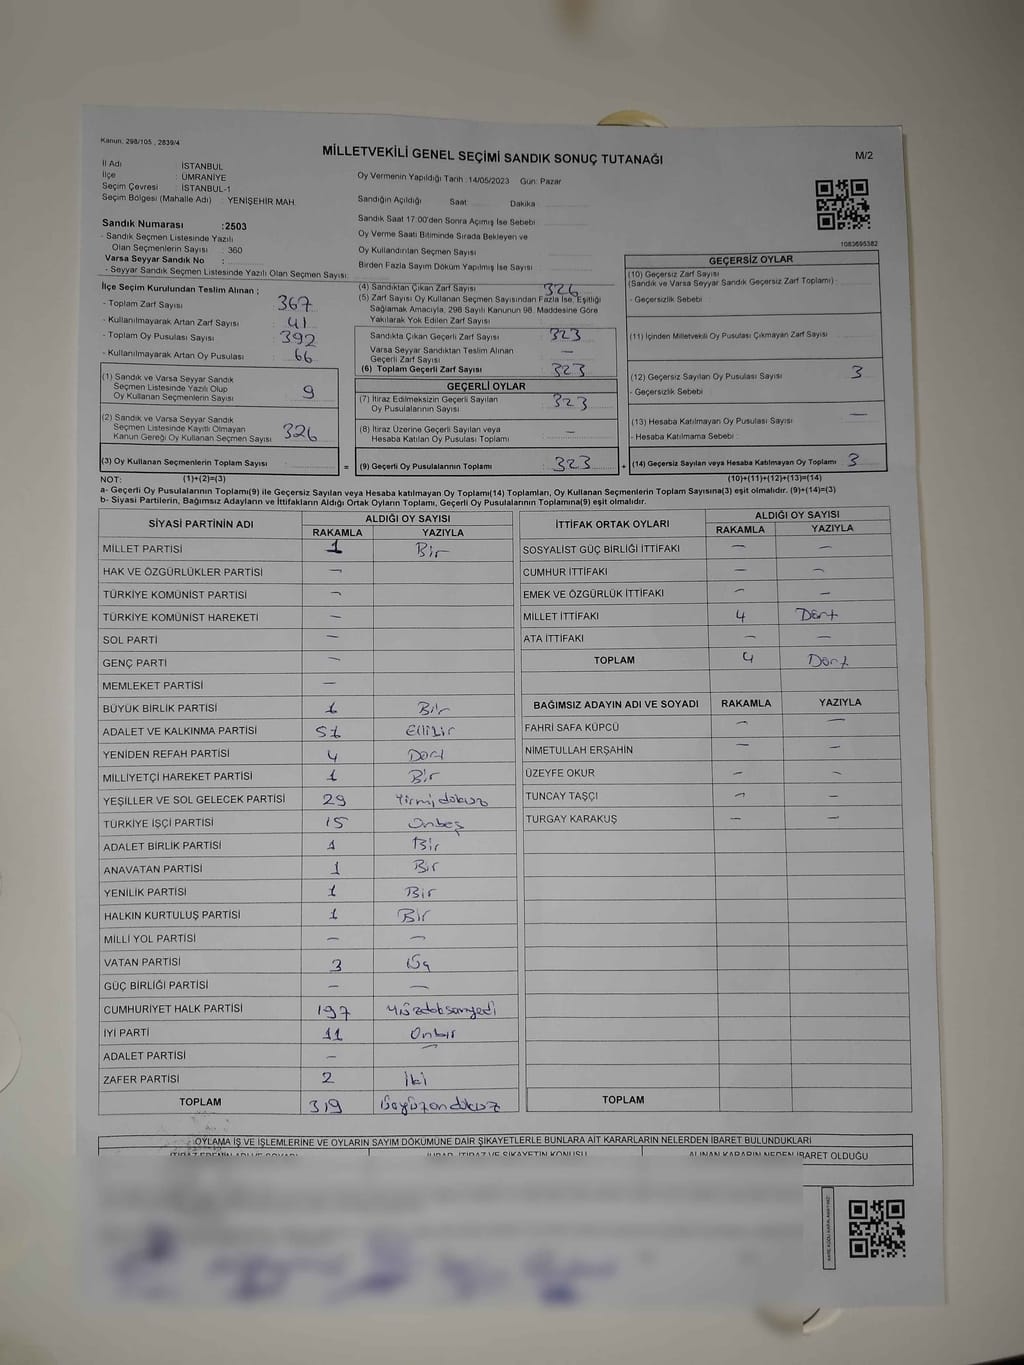 Kanun: 298/105 , 2839/4
MİLLETVEKİLİ GENEL SEÇİMİ SANDIK SONUÇ TUTANAĞI
M/2
İl Adı : İSTANBUL
İlçe : ÜMRANİYE
Seçim Çevresi : İSTANBUL-1
Seçim Bölgesi (Mahalle Adı) : YENİŞEHİR MAH.
Sandık Numarası :2503
- Sandık Seçmen Listesinde Yazılı
Olan Seçmenlerin Sayısı : 360
Varsa Seyyar Sandık No :
- Seyyar Sandık Seçmen Listesinde Yazılı Olan Seçmen Sayısı:
Oy Vermenin Yapıldığı Tarih : 14/05/2023 Gün: Pazar
Sandığın Açıldığı Saat Dakika
Sandık Saat 17:00'den Sonra Açımış İse Sebebi
Oy Verme Saati Bitiminde Sırada Bekleyen ve
Oy Kullandırılan Seçmen Sayısı
Birden Fazla Sayım Döküm Yapılmış İse Sayısı
1083695382
İlçe Seçim Kurulundan Teslim Alınan ;
- Toplam Zarf Sayısı 367
- Kullanılmayarak Artan Zarf Sayısı 41
- Toplam Oy Pusulası Sayısı 392
- Kullanılmayarak Artan Oy Pusulası 66
(1) Sandık ve Varsa Seyyar Sandık
Seçmen Listesinde Yazılı Olup
Oy Kullanan Seçmenlerin Sayısı 9
(2) Sandık ve Varsa Seyyar Sandık
Seçmen Listesinde Kayıtlı Olmayan
Kanun Gereği Oy Kullanan Seçmen Sayısı 326
(3) Oy Kullanan Seçmenlerin Toplam Sayısı =
(4) Sandıktan Çıkan Zarf Sayısı 326
(5) Zarf Sayısı Oy Kullanan Seçmen Sayısından Fazla İse, Eşitliği
Sağlamak Amacıyla, 298 Sayılı Kanunun 98. Maddesine Göre
Yakılarak Yok Edilen Zarf Sayısı
Sandıkta Çıkan Geçerli Zarf Sayısı 323
Varsa Seyyar Sandıktan Teslim Alınan
Geçerli Zarf Sayısı —
(6) Toplam Geçerli Zarf Sayısı 323
GEÇERLİ OYLAR
(7) İtiraz Edilmeksizin Geçerli Sayılan
Oy Pusulalarının Sayısı 323
(8) İtiraz Üzerine Geçerli Sayılan veya
Hesaba Katılan Oy Pusulası Toplamı —
(9) Geçerli Oy Pusulalarının Toplamı 323 +
GEÇERSİZ OYLAR
(10) Geçersiz Zarf Sayısı
(Sandık ve Varsa Seyyar Sandık Geçersiz Zarf Toplamı) :
- Geçersizlik Sebebi
(11) İçinden Milletvekili Oy Pusulası Çıkmayan Zarf Sayısı
(12) Geçersiz Sayılan Oy Pusulası Sayısı 3
- Geçersizlik Sebebi
(13) Hesaba Katılmayan Oy Pusulası Sayısı —
- Hesaba Katılmama Sebebi
(14) Geçersiz Sayılan veya Hesaba Katılmayan Oy Toplamı 3
NOT: (1)+(2)=(3) (10)+(11)+(12)+(13)=(14)
a- Geçerli Oy Pusulalarının Toplamı(9) ile Geçersiz Sayılan veya Hesaba katılmayan Oy Toplamı(14) Toplamları, Oy Kullanan Seçmenlerin Toplam Sayısına(3) eşit olmalıdır. (9)+(14)=(3)
b- Siyasi Partilerin, Bağımsız Adayların ve İttifakların Aldığı Ortak Oyların Toplamı, Geçerli Oy Pusulalarının Toplamına(9) eşit olmalıdır.
SİYASİ PARTİNİN ADI ALDIĞI OY SAYISI
RAKAMLA YAZIYLA
MİLLET PARTİSİ 1 Bir
HAK VE ÖZGÜRLÜKLER PARTİSİ —
TÜRKİYE KOMÜNİST PARTİSİ —
TÜRKİYE KOMÜNİST HAREKETİ —
SOL PARTİ —
GENÇ PARTİ —
MEMLEKET PARTİSİ —
BÜYÜK BİRLİK PARTİSİ 1 Bir
ADALET VE KALKINMA PARTİSİ 51 Ellibir
YENİDEN REFAH PARTİSİ 4 Dört
MİLLİYETÇİ HAREKET PARTİSİ 1 Bir
YEŞİLLER VE SOL GELECEK PARTİSİ 29 Yirmidokuz
TÜRKİYE İŞÇİ PARTİSİ 15 Onbeş
ADALET BİRLİK PARTİSİ 1 Bir
ANAVATAN PARTİSİ 1 Bir
YENİLİK PARTİSİ 1 Bir
HALKIN KURTULUŞ PARTİSİ 1 Bir
MİLLİ YOL PARTİSİ — —
VATAN PARTİSİ 3 Üç
GÜÇ BİRLİĞİ PARTİSİ — —
CUMHURİYET HALK PARTİSİ 197 Yüzdoksanyedi
İYİ PARTİ 11 Onbir
ADALET PARTİSİ — —
ZAFER PARTİSİ 2 İki
TOPLAM 319 Üçyüzondokuz
İTTİFAK ORTAK OYLARI ALDIĞI OY SAYISI
RAKAMLA YAZIYLA
SOSYALİST GÜÇ BİRLİĞİ İTTİFAKI — —
CUMHUR İTTİFAKI — —
EMEK VE ÖZGÜRLÜK İTTİFAKI — —
MİLLET İTTİFAKI 4 Dört
ATA İTTİFAKI — —
TOPLAM 4 Dört
BAĞIMSIZ ADAYIN ADI VE SOYADI RAKAMLA YAZIYLA
FAHRİ SAFA KÜPCÜ — —
NİMETULLAH ERŞAHİN — —
ÜZEYFE OKUR — —
TUNCAY TAŞÇI — —
TURGAY KARAKUŞ — —
TOPLAM
OYLAMA İŞ VE İŞLEMLERİNE VE OYLARIN SAYIM DÖKÜMÜNE DAİR ŞİKAYETLERLE BUNLARA AİT KARARLARIN NELERDEN İBARET BULUNDUKLARI
ALINAN KARARIN NEDEN İBARET OLDUĞU